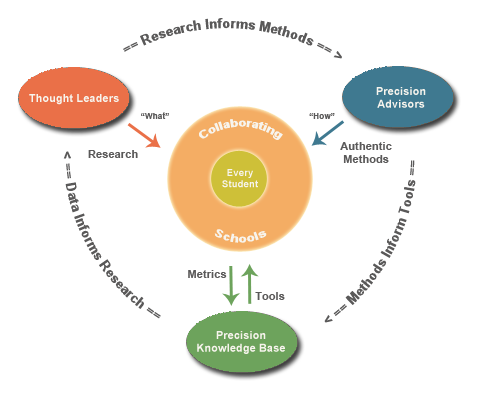 == Research Informs Methods == >
Thought Leaders
Precision
Advisors
“What”
“How”
Collaborating
Research
Authentic
Methods
Every
Student
Schools
< == Data Informs Research ==
< == Methods Inform Tools ==
Metrics
Tools
Precision
Knowledge Base